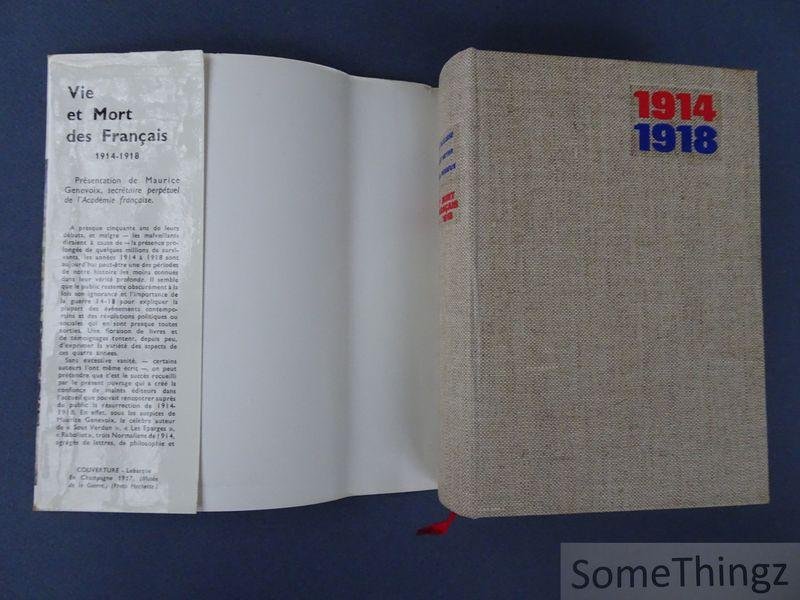 Vie
et Mort
des Français
1914-1918
Présentation de Maurice
Genevoix, secrétaire perpétuel
de l'Académie française.
A presque cinquante ans de leurs
débuts, et malgré — les malveillants
diraient à cause de — la présence pro-
longée de quelques millions de survi-
vants, les années 1914 à 1918 sont
aujourd'hui peut-être une des périodes
de notre histoire les moins connues
dans leur vérité profonde. Il semble
que le public ressente obscurément à la
fois son ignorance et l'importance de
la guerre 14-18 pour expliquer la
plupart des événements contempo-
rains et des révolutions politiques ou
sociales qui en sont presque toutes
sorties. Une floraison de livres et
de témoignages tentent, depuis peu,
d'exprimer la variété des aspects de
ces quatre années.
Sans excessive vanité, — certains
auteurs l'ont même écrit —, on peut
prétendre que c'est le succès recueilli
par le présent ouvrage qui a créé la
confiance de maints éditeurs dans
l'accueil que pouvait rencontrer auprès
du public la résurrection de 1914-
1918. En effet, sous les auspices de
Maurice Genevoix, le célèbre auteur
de « Sous Verdun », « Les Eparges »,
« Raboliot », trois Normaliens de 1914,
agrégés de lettres, de philosophie et
COUVERTURE - Lebarque
En Champagne 1917. (Musée
de la Guerre.) (Photo Hachette.)
MORT
1914
1918
SomeThingz